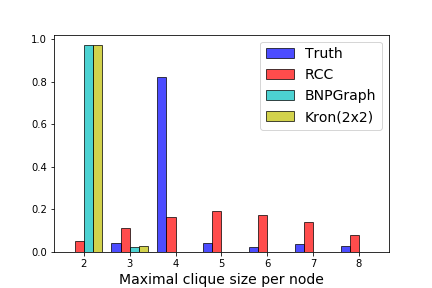 1.0
0.8
0.6
0.4
0.2
0.0
Truth
RCC
BNPGraph
Kron(2x2)
2 3 4 5 6 7 8
Maximal clique size per node